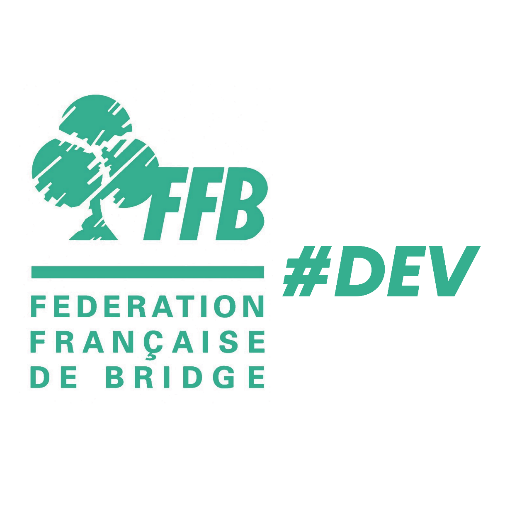 FFB
#DEV
FEDERATION
FRANÇAISE
DE BRIDGE